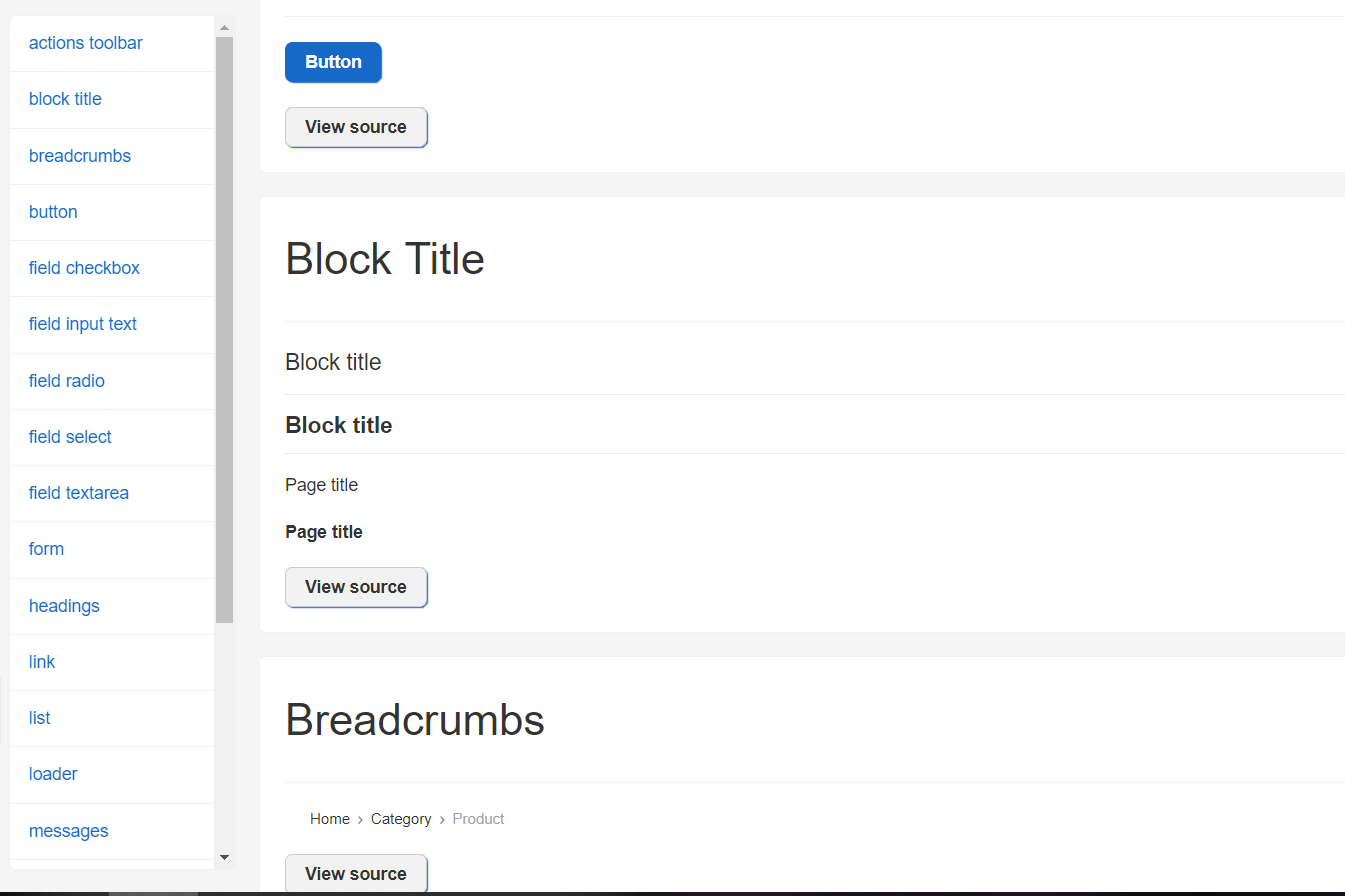 actions toolbar
block title
breadcrumbs
button
field checkbox
field input text
field radio
field select
field textarea
form
headings
link
list
loader
messages
Button
View source
Block Title
Block title
Block title
Page title
Page title
View source
Breadcrumbs
Home › Category › Product
View source